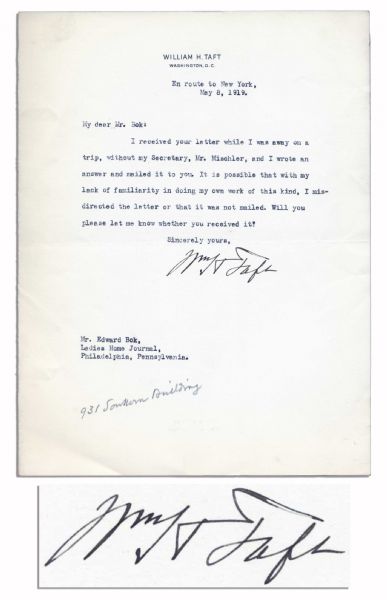 WILLIAM H. TAFT
WASHINGTON, D.C.
En route to New York,
May 8, 1919.
My dear Mr. Bok:
I received your letter while I was away on a
trip, without my Secretary, Mr. Mischler, and I wrote an
answer and mailed it to you. It is possible that with my
lack of familiarity in doing my own work of this kind, I mis-
directed the letter or that it was not mailed. Will you
please let me know whether you received it?
Sincerely yours,
Wm H Taft
Mr. Edward Bok,
Ladies Home Journal,
Philadelphia, Pennsylvania.
931 Southern Building
Wm H Taft